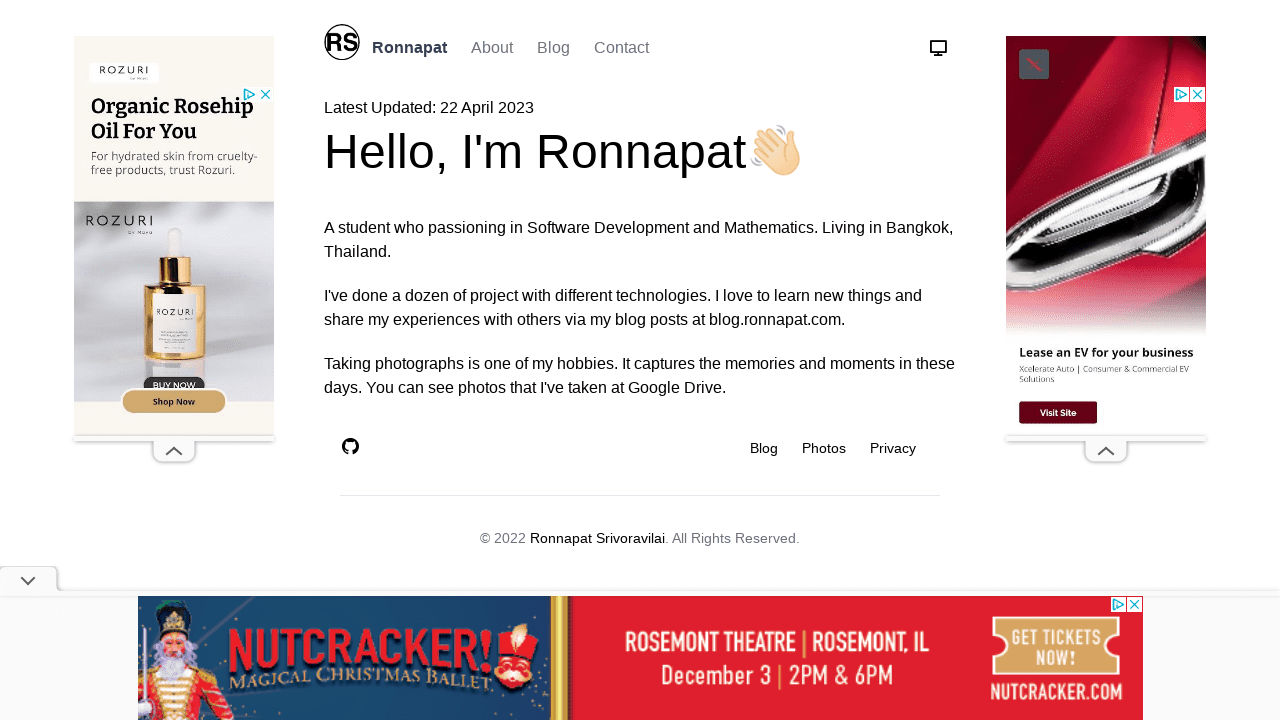 RS
Ronnapat
About
Blog
Contact
Latest Updated: 22 April 2023
Hello, I'm Ronnapat
A student who passioning in Software Development and Mathematics. Living in Bangkok,
Thailand.
I've done a dozen of project with different technologies. I love to learn new things and
share my experiences with others via my blog posts at blog.ronnapat.com.
Taking photographs is one of my hobbies. It captures the memories and moments in these
days. You can see photos that I've taken at Google Drive.
Blog
Photos
Privacy
© 2022 Ronnapat Srivoravilai. All Rights Reserved.
ROZURI
by Maya
Organic Rosehip
Oil For You
For hydrated skin from cruelty-
free products, trust Rozuri.
ROZURI
by Maya
ROZURI
BUY NOW
Shop Now
Lease an EV for your business
Xcelerate Auto | Consumer & Commercial EV
Solutions
Visit Site
NUTCRACKER!
MAGICAL CHRISTMAS BALLET
ROSEMONT THEATRE | ROSEMONT, IL
December 3 | 2PM & 6PM
GET TICKETS
NOW!
NUTCRACKER.COM